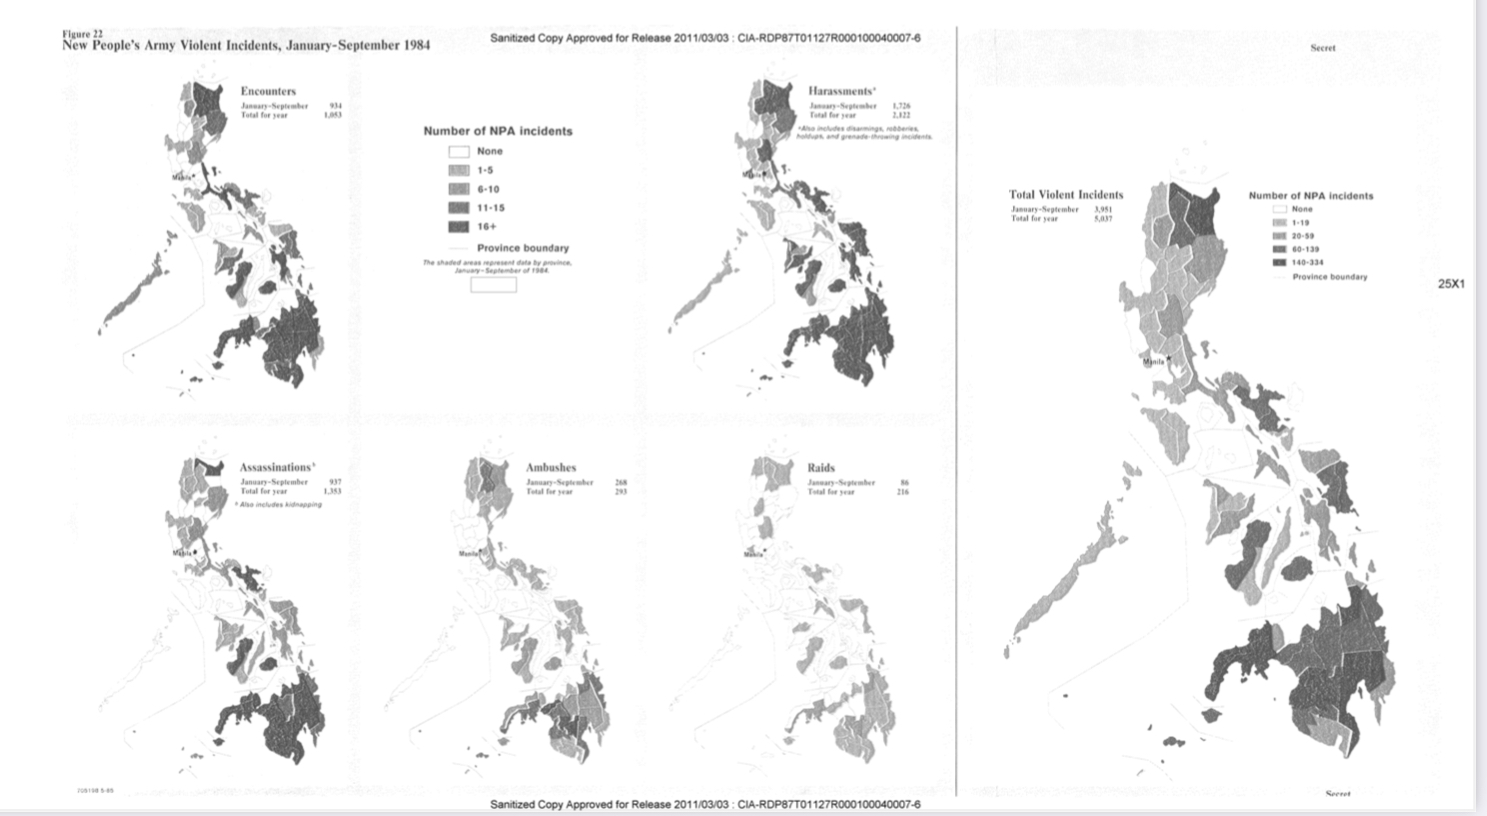 Figure 22
New People's Army Violent Incidents, January-September 1984
Sanitized Copy Approved for Release 2011/03/03 : CIA-RDP87T01127R000100040007-6
Secret
Encounters
January-September 934
Total for year 1,053
Manila
Number of NPA incidents
None
1-5
6-10
11-15
16+
Province boundary
The shaded areas represent data by province,
January-September of 1984.
Harassments a
January-September 1,726
Total for year 2,122
a Also includes disarmings, robberies,
holdups, and grenade-throwing incidents.
Manila
Total Violent Incidents
January-September 3,951
Total for year 5,037
Number of NPA incidents
None
1-19
20-59
60-139
140-334
Province boundary
25X1
Manila
Assassinations b
January-September 937
Total for year 1,353
b Also includes kidnapping
Manila
Ambushes
January-September 268
Total for year 293
Manila
Raids
January-September 86
Total for year 216
Manila
Secret
Sanitized Copy Approved for Release 2011/03/03 : CIA-RDP87T01127R000100040007-6